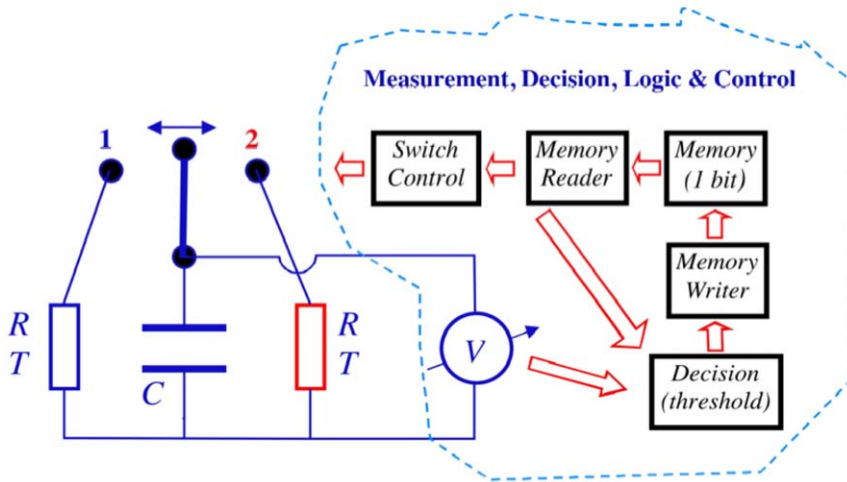 Measurement, Decision, Logic & Control
1
2
Switch
Control
Memory
Reader
Memory
(1 bit)
Memory
Writer
R
T
C
R
T
V
Decision
(threshold)